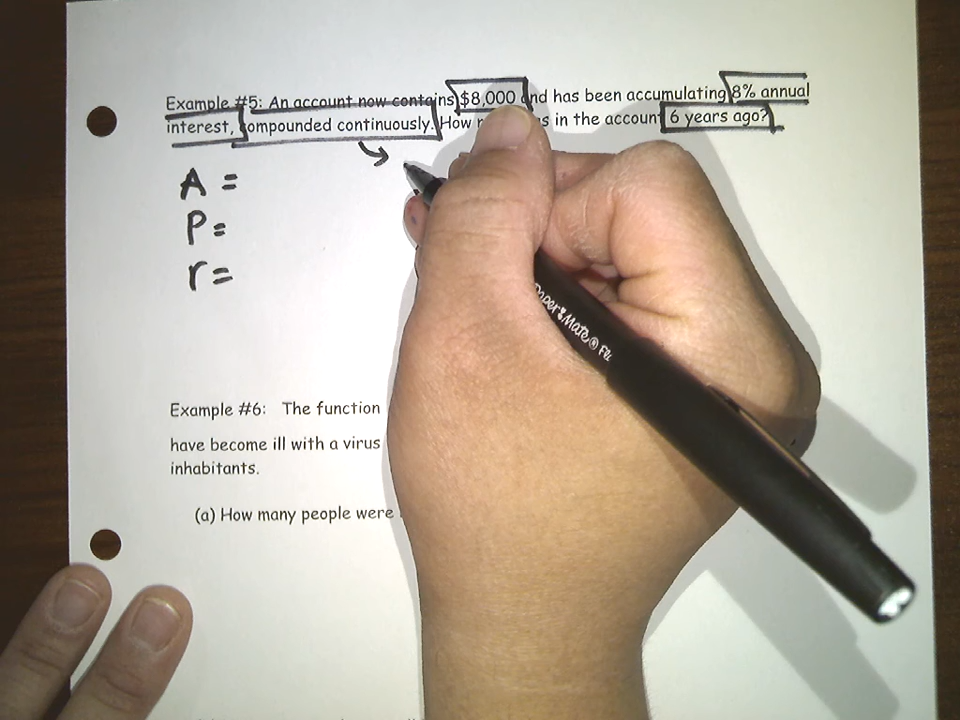 Example #5: An account now contains $8,000 and has been accumulating 8% annual
interest, compounded continuously. How in the account 6 years ago?
A =
P =
r =
Paper Mate®
Example #6: The function
have become ill with a virus
inhabitants.
(a) How many people were